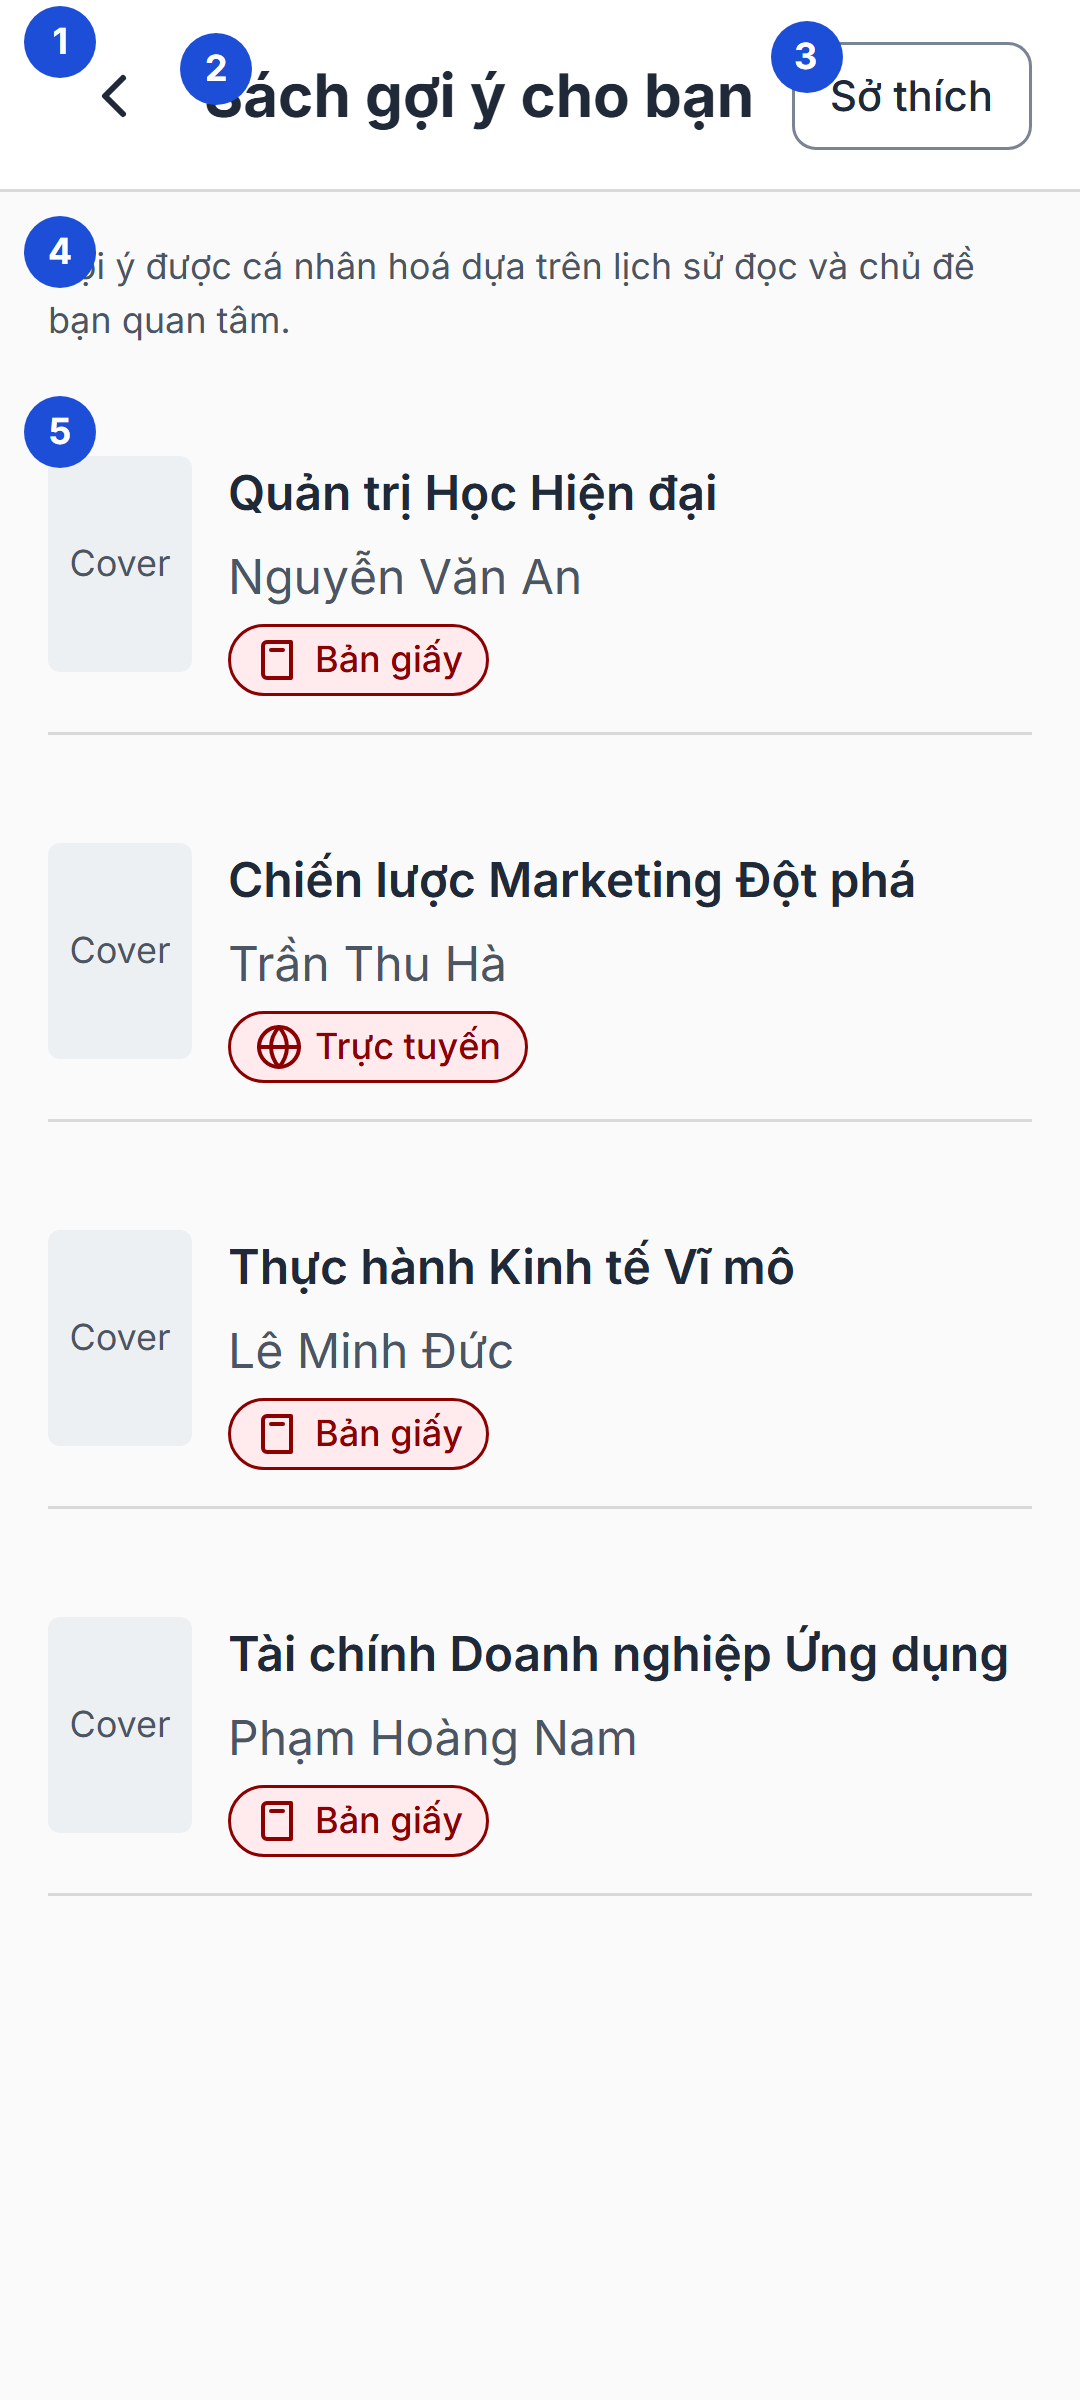 1
2
Sách gợi ý cho bạn
3
Sở thích
4
ý được cá nhân hoá dựa trên lịch sử đọc và chủ đề
bạn quan tâm.
5
Cover
Quản trị Học Hiện đại
Nguyễn Văn An
Bản giấy
Cover
Chiến lược Marketing Đột phá
Trần Thu Hà
Trực tuyến
Cover
Thực hành Kinh tế Vĩ mô
Lê Minh Đức
Bản giấy
Cover
Tài chính Doanh nghiệp Ứng dụng
Phạm Hoàng Nam
Bản giấy